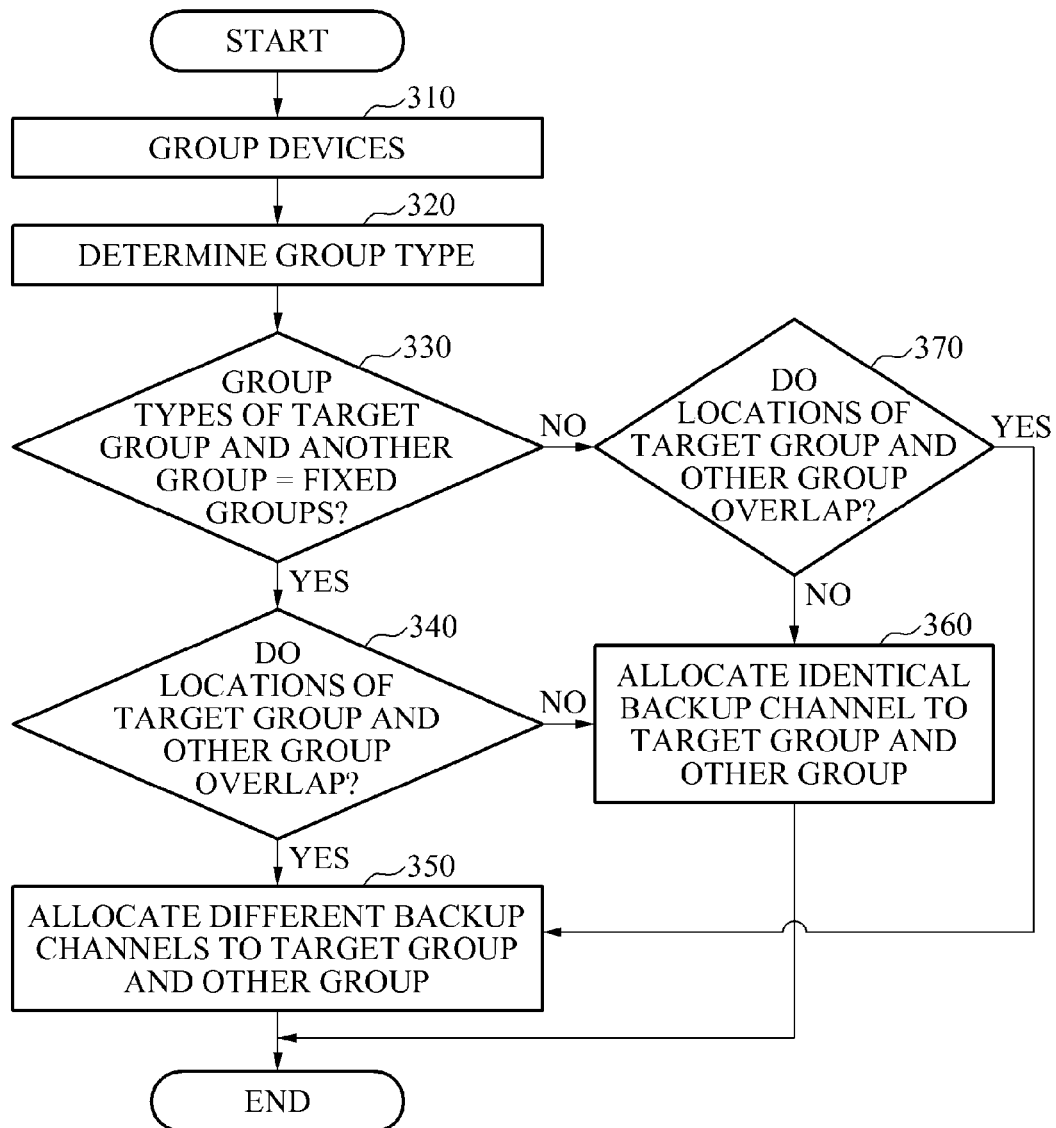 START
310
GROUP DEVICES
320
DETERMINE GROUP TYPE
330
GROUP
TYPES OF TARGET
GROUP AND ANOTHER
GROUP = FIXED
GROUPS?
NO
YES
370
DO
LOCATIONS OF
TARGET GROUP AND
OTHER GROUP
OVERLAP?
YES
NO
340
DO
LOCATIONS OF
TARGET GROUP AND
OTHER GROUP
OVERLAP?
NO
YES
360
ALLOCATE IDENTICAL
BACKUP CHANNEL TO
TARGET GROUP AND
OTHER GROUP
350
ALLOCATE DIFFERENT BACKUP
CHANNELS TO TARGET GROUP
AND OTHER GROUP
END